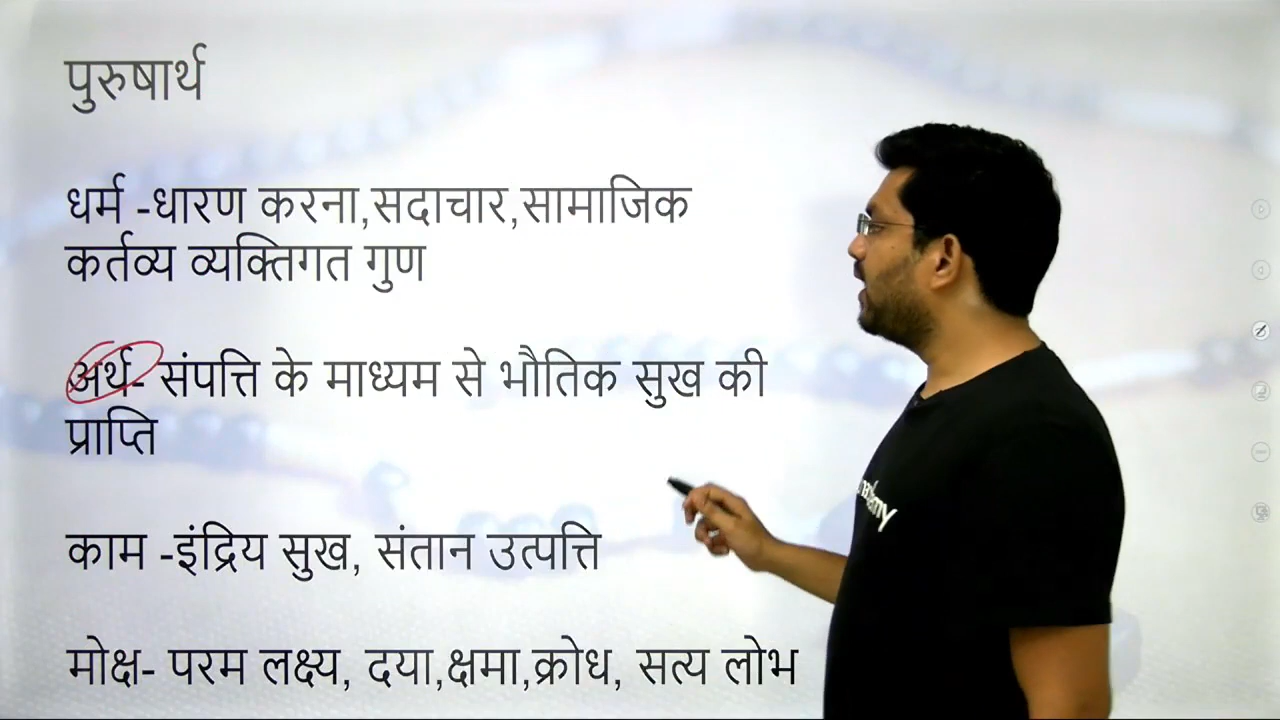 पुरुषार्थ
धर्म -धारण करना,सदाचार,सामाजिक
कर्तव्य व्यक्तिगत गुण
अर्थ- संपत्ति के माध्यम से भौतिक सुख की
प्राप्ति
काम -इंद्रिय सुख, संतान उत्पत्ति
मोक्ष- परम लक्ष्य, दया,क्षमा,क्रोध, सत्य लोभ